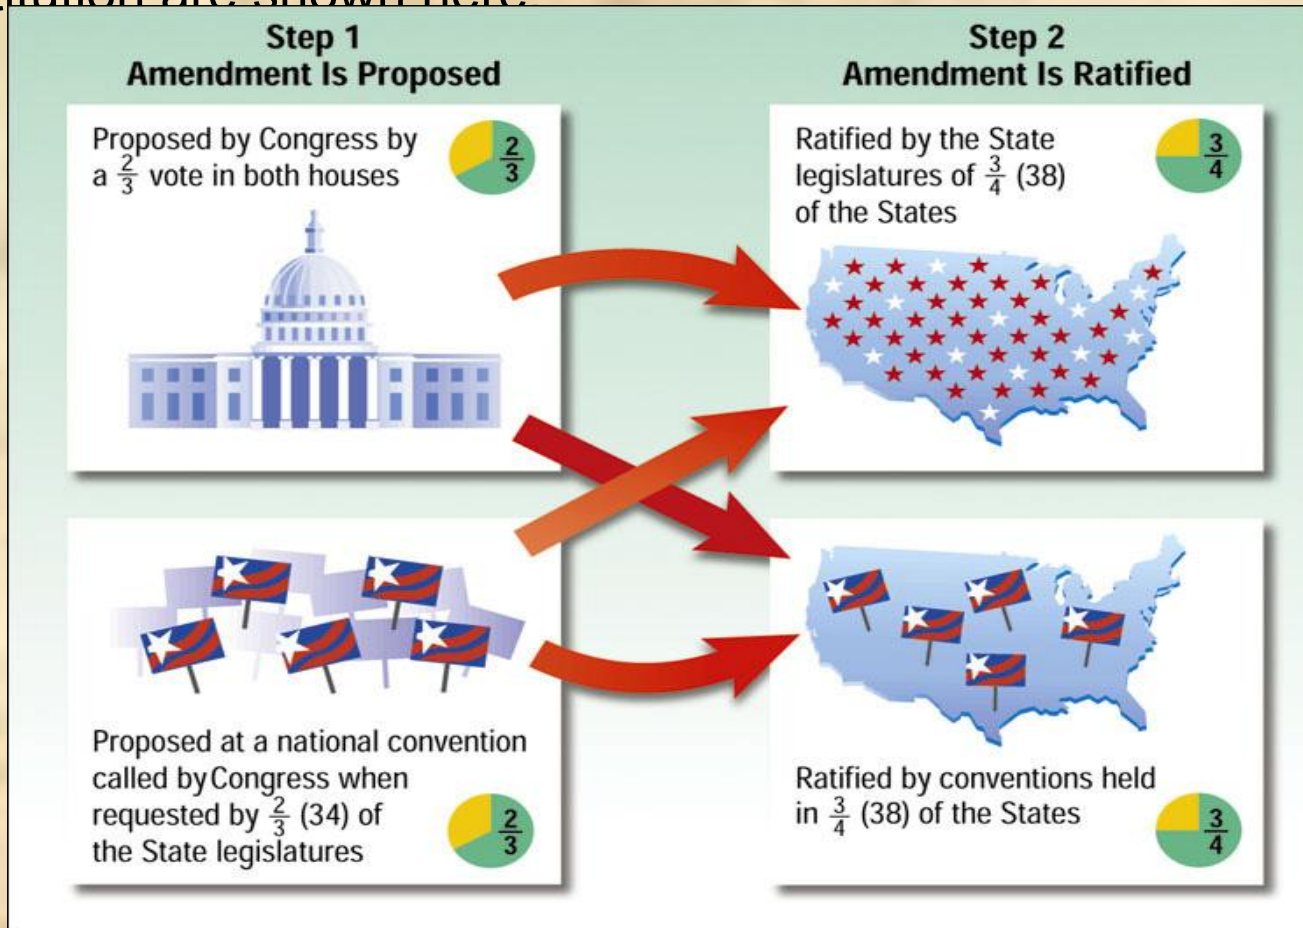 are shown here
Step 1
Amendment Is Proposed
Proposed by Congress by
a 2/3 vote in both houses
2/3
Step 2
Amendment Is Ratified
Ratified by the State
legislatures of 3/4 (38)
of the States
3/4
Proposed at a national convention
called by Congress when
requested by 2/3 (34) of
the State legislatures
2/3
Ratified by conventions held
in 3/4 (38) of the States
3/4